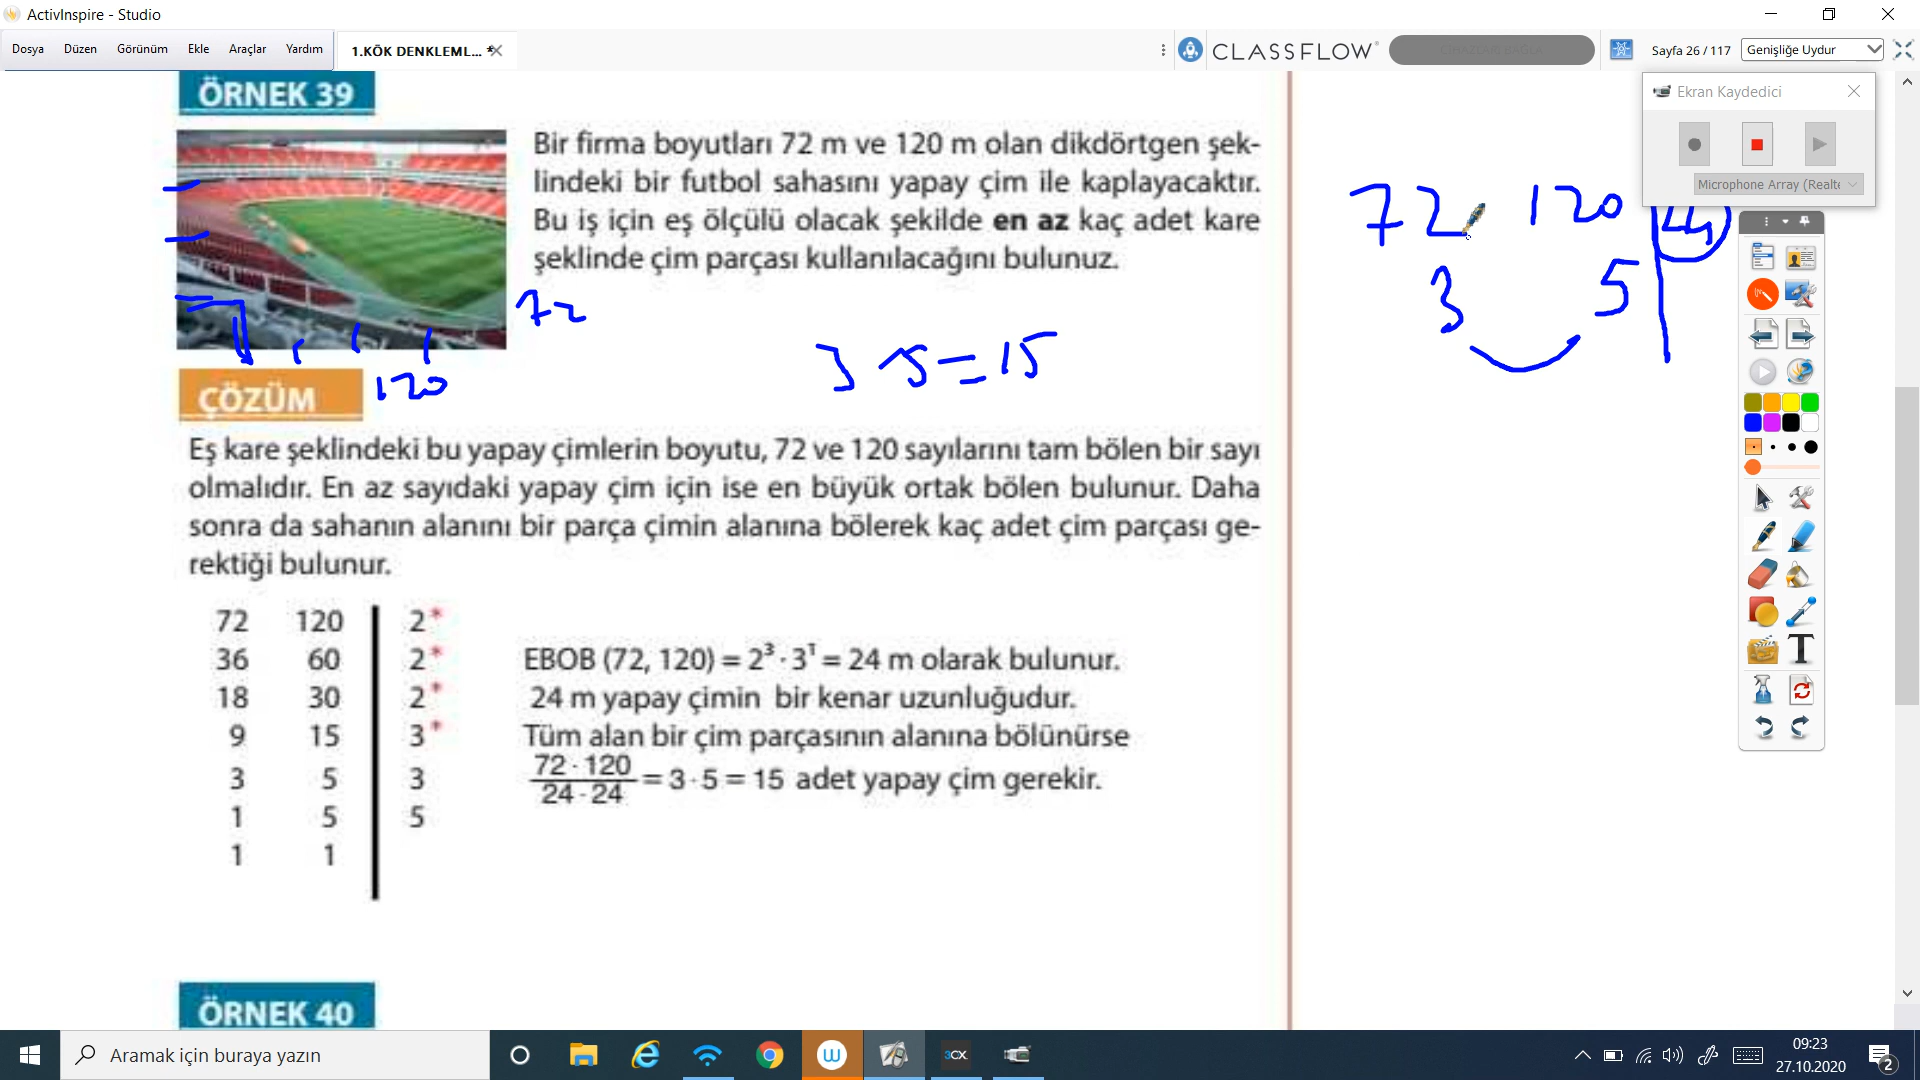 ActivInspire - Studio
Dosya Düzen Görünüm Ekle Araçlar Yardım
1.KÖK DENKLEML... *
CLASSFLOW
Sayfa 26 / 117
Genişliğe Uydur
Ekran Kaydedici
Microphone Array (Realte
ÖRNEK 39
Bir firma boyutları 72 m ve 120 m olan dikdörtgen şek-
lindeki bir futbol sahasını yapay çim ile kaplayacaktır.
Bu iş için eş ölçülü olacak şekilde en az kaç adet kare
şeklinde çim parçası kullanılacağını bulunuz.
72
120
3 · 5 = 15
72 120 24
3 5
ÇÖZÜM
Eş kare şeklindeki bu yapay çimlerin boyutu, 72 ve 120 sayılarını tam bölen bir sayı
olmalıdır. En az sayıdaki yapay çim için ise en büyük ortak bölen bulunur. Daha
sonra da sahanın alanını bir parça çimin alanına bölerek kaç adet çim parçası ge-
rektiği bulunur.
72 120 2*
36 60 2*
18 30 2*
9 15 3*
3 5 3
1 5 5
1 1
EBOB (72, 120) = 2³ · 3¹ = 24 m olarak bulunur.
24 m yapay çimin bir kenar uzunluğudur.
Tüm alan bir çim parçasının alanına bölünürse
72 · 120 / 24 · 24 = 3 · 5 = 15 adet yapay çim gerekir.
ÖRNEK 40
Aramak için buraya yazın
3CX
09:23
27.10.2020
2